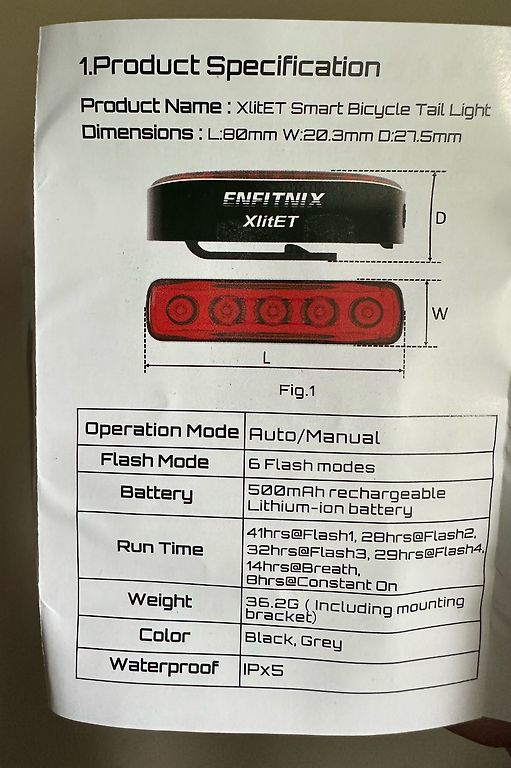 1.Product Specification
Product Name : XlitET Smart Bicycle Tail Light
Dimensions : L:80mm W:20.3mm D:27.5mm
ENFITNIX
XlitET
D
W
L
Fig.1
Operation Mode Auto/Manual
Flash Mode 6 Flash modes
Battery 500mAh rechargeable
Lithium-ion battery
Run Time 41hrs@Flash1, 28hrs@Flash2,
32hrs@Flash3, 29hrs@Flash4,
14hrs@Breath,
8hrs@Constant On
Weight 36.2G ( Including mounting
bracket)
Color Black, Grey
Waterproof IPx5